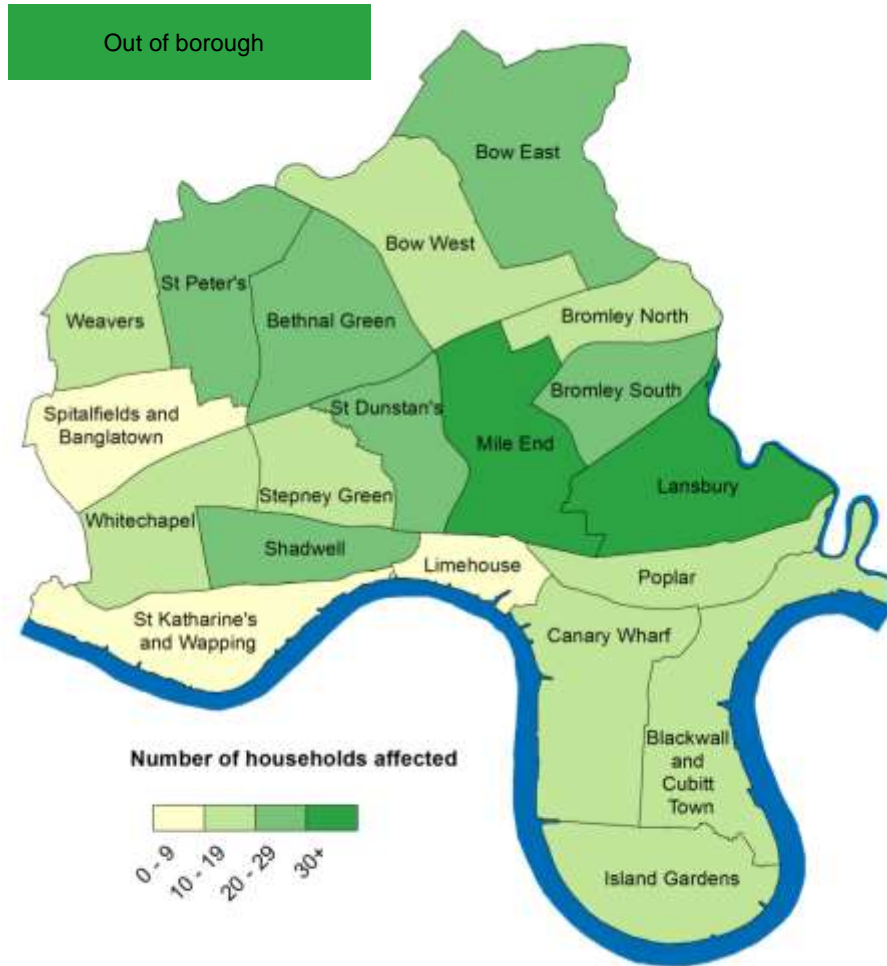 Out of borough
Bow East
Bow West
St Peter's
Weavers
Bethnal Green
Bromley North
Bromley South
St Dunstan's
Spitalfields and
Banglatown
Mile End
Stepney Green
Lansbury
Whitechapel
Shadwell
Limehouse
Poplar
St Katharine's
and Wapping
Canary Wharf
Blackwall
and
Cubitt
Town
Island Gardens
Number of households affected
0 - 9
10 - 19
20 - 29
30+